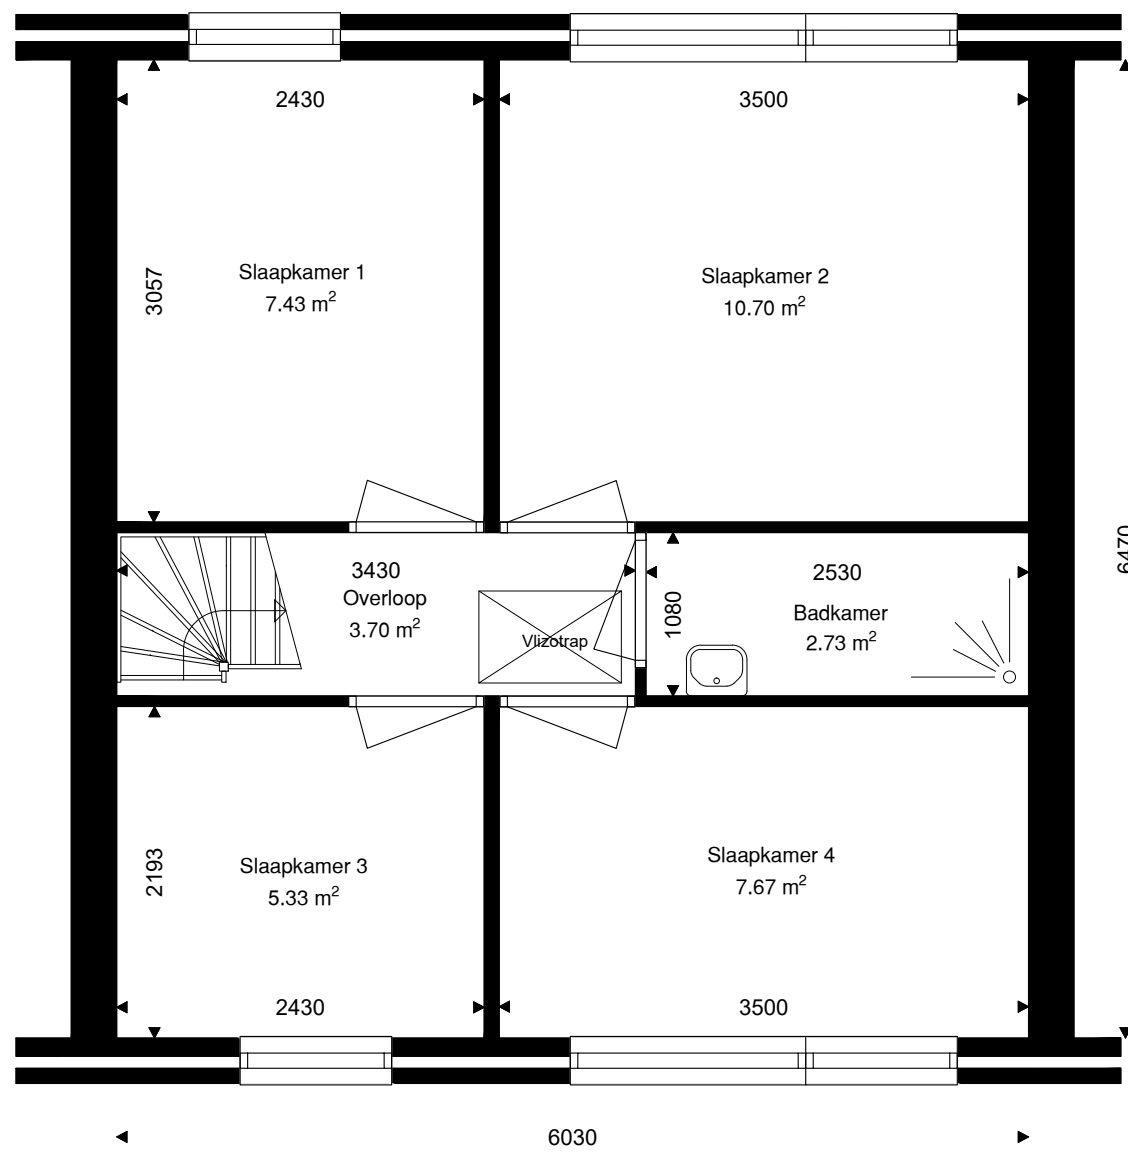 2430
3500
3057
Slaapkamer 1
7.43 m²
Slaapkamer 2
10.70 m²
3430
Overloop
3.70 m²
Vlizotrap
1080
2530
Badkamer
2.73 m²
6470
2193
Slaapkamer 3
5.33 m²
Slaapkamer 4
7.67 m²
2430
3500
6030